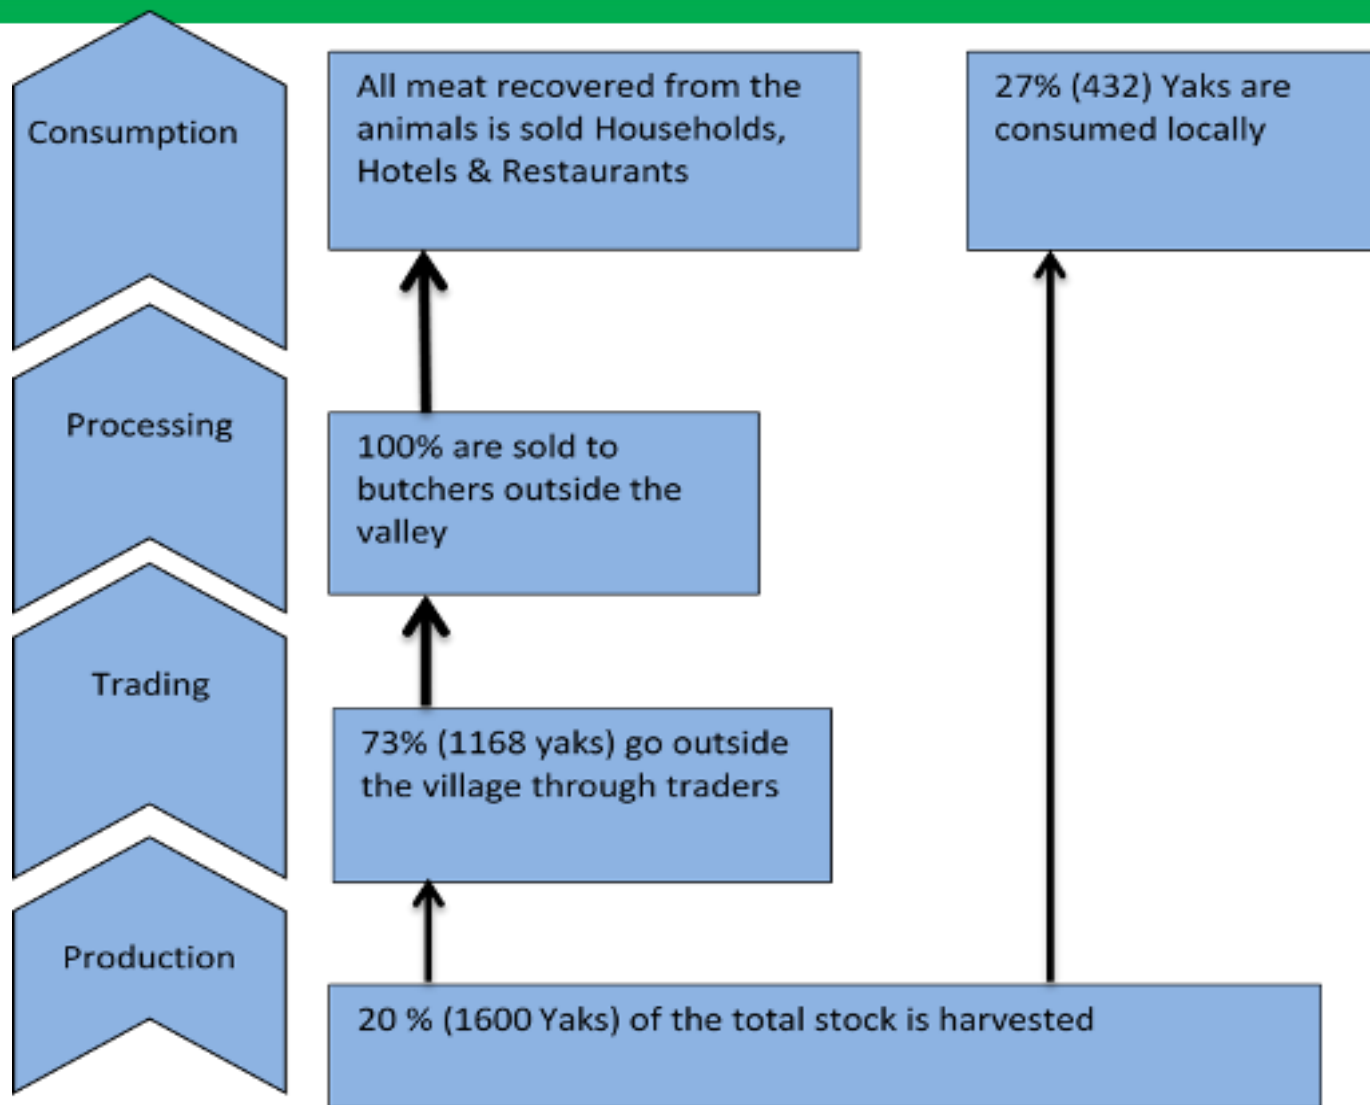 Consumption
All meat recovered from the
animals is sold Households,
Hotels & Restaurants
27% (432) Yaks are
consumed locally
Processing
100% are sold to
butchers outside the
valley
Trading
73% (1168 yaks) go outside
the village through traders
Production
20 % (1600 Yaks) of the total stock is harvested